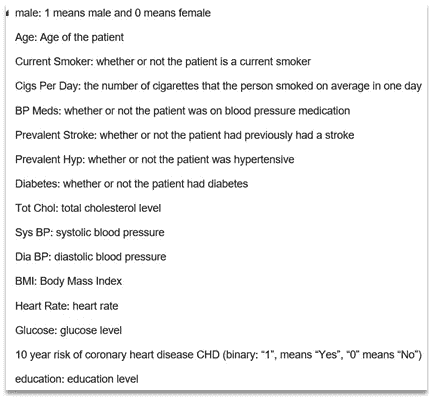 male: 1 means male and 0 means female
Age: Age of the patient
Current Smoker: whether or not the patient is a current smoker
Cigs Per Day: the number of cigarettes that the person smoked on average in one day
BP Meds: whether or not the patient was on blood pressure medication
Prevalent Stroke: whether or not the patient had previously had a stroke
Prevalent Hyp: whether or not the patient was hypertensive
Diabetes: whether or not the patient had diabetes
Tot Chol: total cholesterol level
Sys BP: systolic blood pressure
Dia BP: diastolic blood pressure
BMI: Body Mass Index
Heart Rate: heart rate
Glucose: glucose level
10 year risk of coronary heart disease CHD (binary: “1”, means “Yes”, “0” means “No”)
education: education level